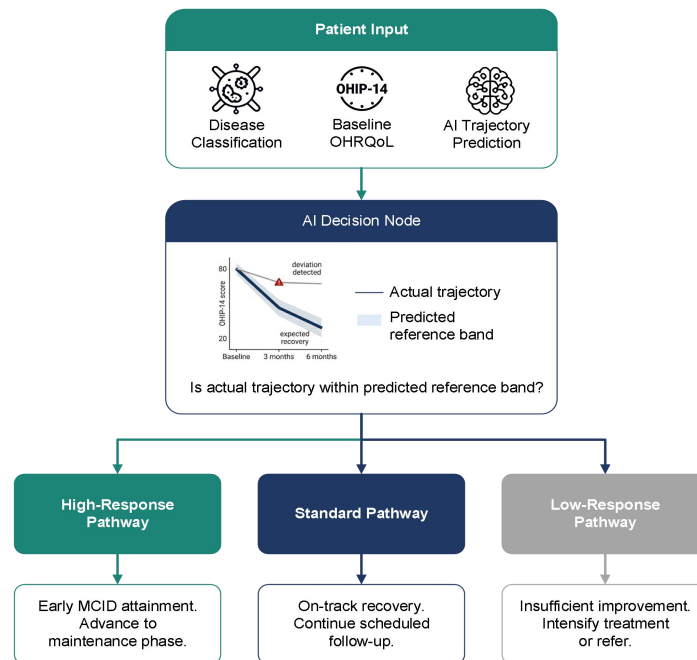 Patient Input
OHIP-14
Disease
Classification
Baseline
OHRQoL
AI Trajectory
Prediction
AI Decision Node
80
20
OHIP-14 score
deviation
detected
expected
recovery
Baseline
3 months
6 months
Actual trajectory
Predicted
reference band
Is actual trajectory within predicted reference band?
High-Response
Pathway
Standard Pathway
Low-Response
Pathway
Early MCID attainment.
Advance to
maintenance phase.
On-track recovery.
Continue scheduled
follow-up.
Insufficient improvement.
Intensify treatment
or refer.